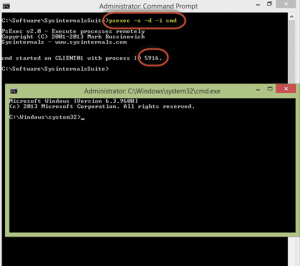 Administrator: Command Prompt
C:\Software\SysinternalsSuite>psexec -s -d -i cmd
PsExec v2.0 - Execute processes remotely
Copyright (C) 2001-2013 Mark Russinovich
Sysinternals - www.sysinternals.com
cmd started on CLIENT01 with process ID 5916.
C:\Software\SysinternalsSuite>
Administrator: C:\Windows\system32\cmd.exe
Microsoft Windows [Version 6.3.9600]
(c) 2013 Microsoft Corporation. All rights reserved.
C:\Windows\system32>_